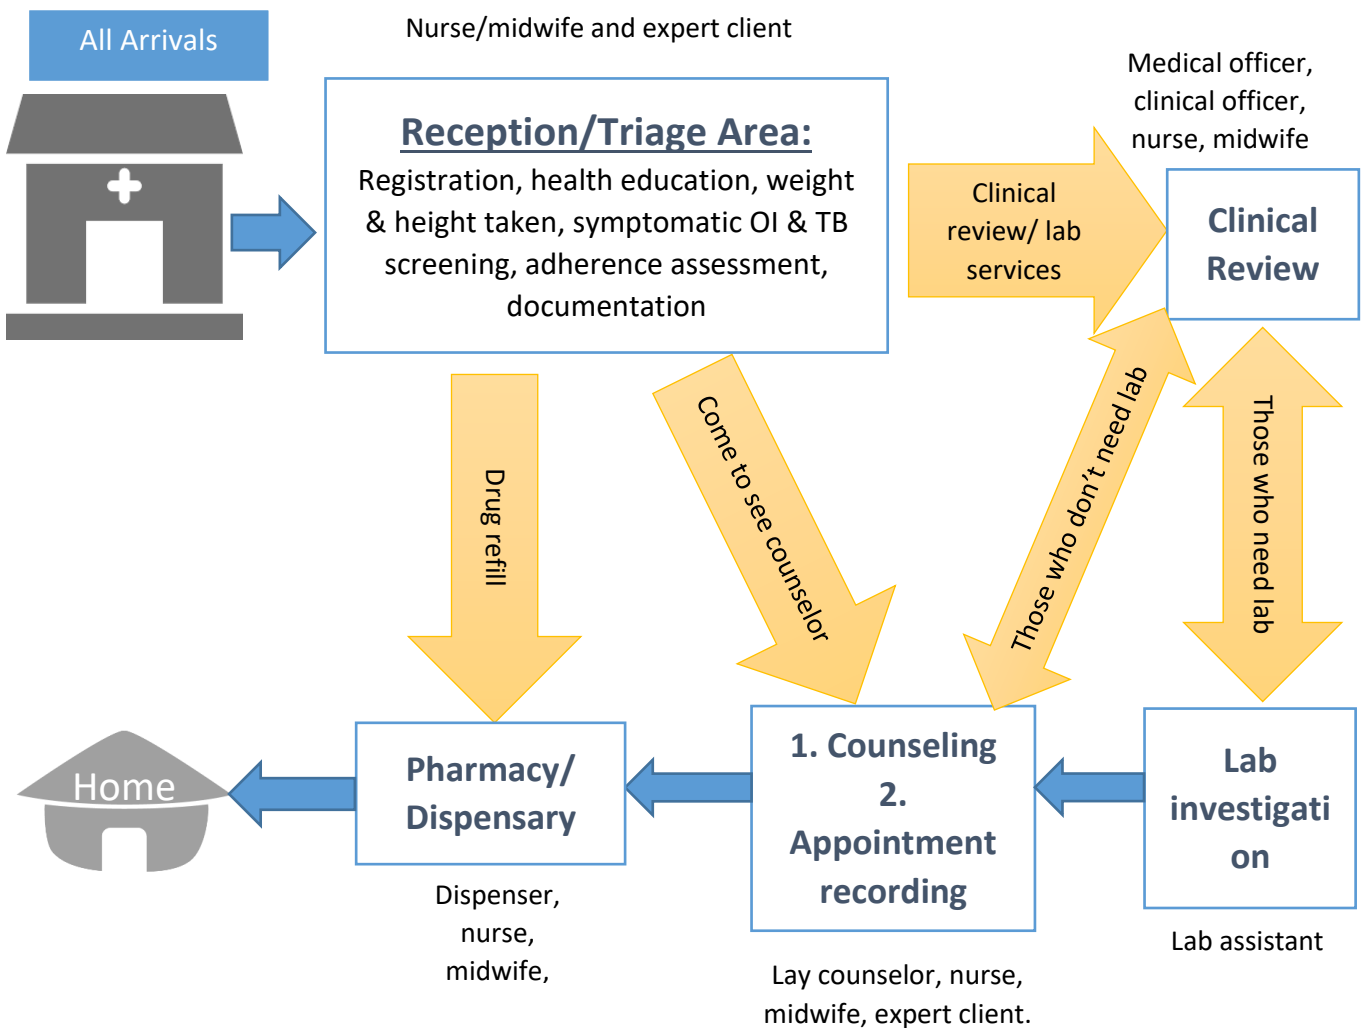 All Arrivals
Nurse/midwife and expert client
Reception/Triage Area:
Registration, health education, weight
& height taken, symptomatic OI & TB
screening, adherence assessment,
documentation
Clinical
review/ lab
services
Medical officer,
clinical officer,
nurse, midwife
Clinical
Review
Drug refill
Come to see counselor
Those who don’t need lab
Those who need lab
Home
Pharmacy/
Dispensary
Dispenser,
nurse,
midwife,
1. Counseling
2.
Appointment
recording
Lay counselor, nurse,
midwife, expert client.
Lab
investigati
on
Lab assistant